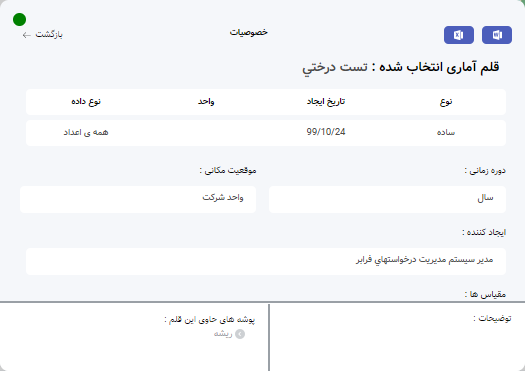 خصوصیات
بازگشت
قلم آماری انتخاب شده : تست درختي
نوع تاریخ ایجاد واحد نوع داده
ساده 99/10/24 همه ی اعداد
دوره زمانی : موقعیت مکانی :
سال واحد شرکت
ایجاد کننده :
مدیر سیستم مدیریت درخواستهاي فرابر
مقیاس ها :
توضیحات : پوشه های حاوی این قلم :
ریشه